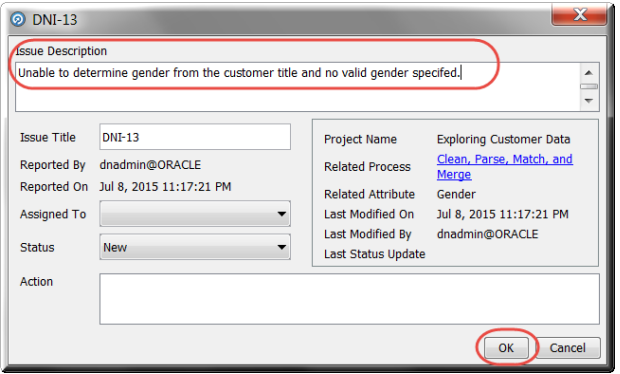 DNI-13
Issue Description
Unable to determine gender from the customer title and no valid gender specifed.
Issue Title DNI-13
Reported By dnadmin@ORACLE
Reported On Jul 8, 2015 11:17:21 PM
Assigned To
Status New
Project Name Exploring Customer Data
Related Process Clean, Parse, Match, and
Merge
Related Attribute Gender
Last Modified On Jul 8, 2015 11:17:21 PM
Last Modified By dnadmin@ORACLE
Last Status Update
Action
OK Cancel